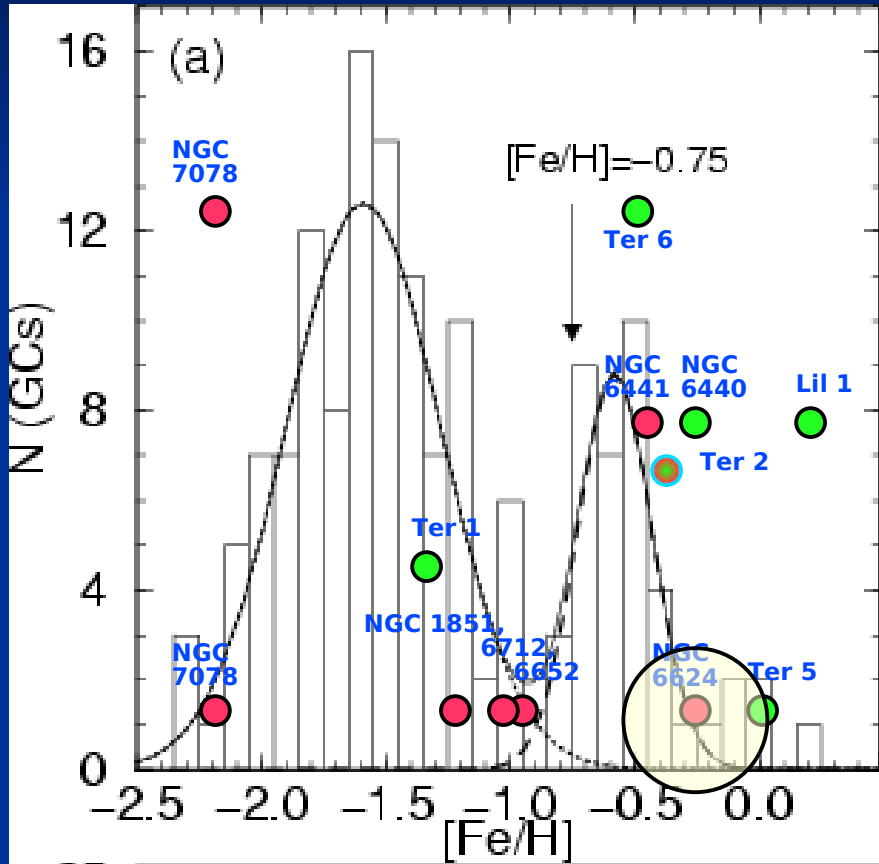 16
(a)
NGC
7078
[Fe/H]=−0.75
12
Ter 6
N (GCs)
NGC
6441
NGC
6440
Lil 1
8
Ter 2
Ter 1
4
NGC 1851,
6712,
6652
NGC
7078
NGC
6624
Ter 5
0
−2.5 −2.0 −1.5 −1.0 −0.5 0.0
[Fe/H]